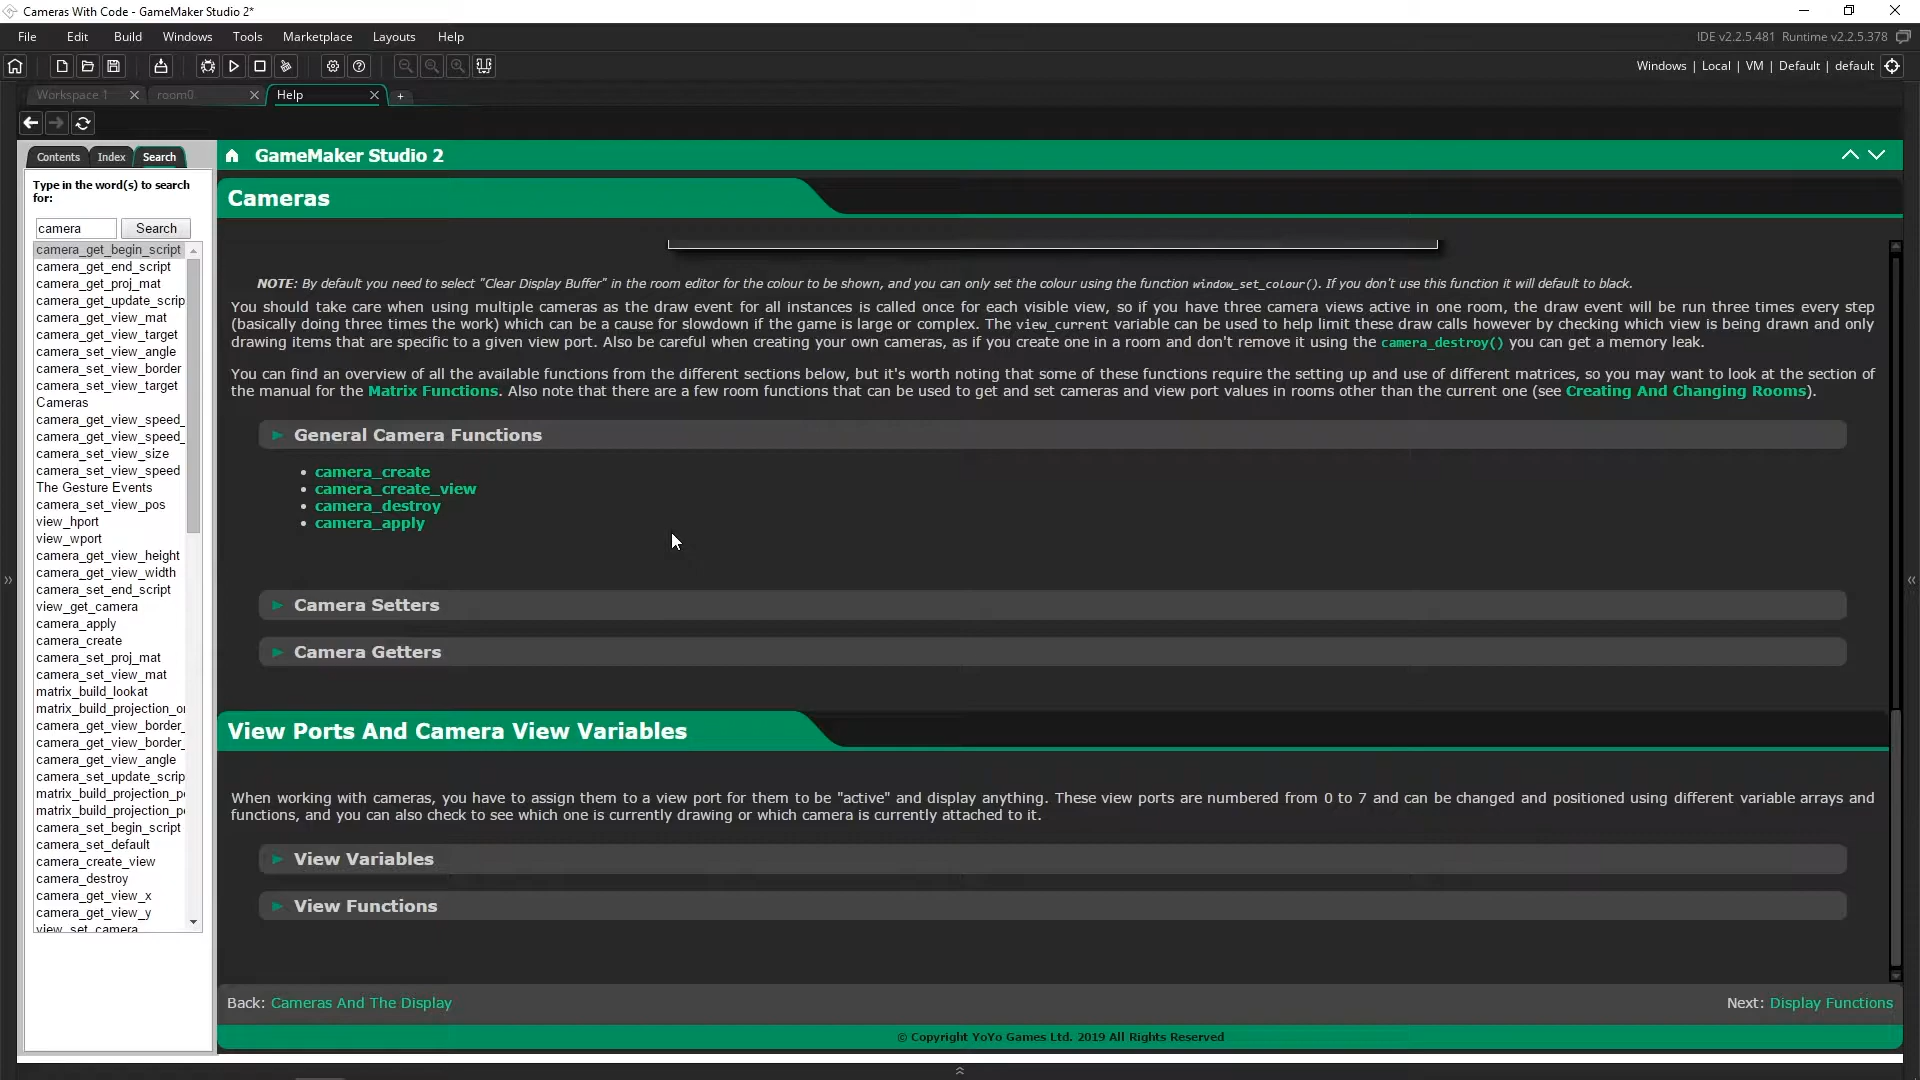 Cameras With Code - GameMaker Studio 2*
File Edit Build Windows Tools Marketplace Layouts Help
IDE v2.2.5.481 Runtime v2.2.5.378
Windows | Local | VM | Default | default
Workspace 1
room0
Help
Contents Index Search
Type in the word(s) to search
for:
camera
Search
camera_get_begin_script
camera_get_end_script
camera_get_proj_mat
camera_get_update_scrip
camera_get_view_mat
camera_get_view_target
camera_set_view_angle
camera_set_view_border
camera_set_view_target
Cameras
camera_get_view_speed_
camera_get_view_speed_
camera_set_view_size
camera_set_view_speed
The Gesture Events
camera_set_view_pos
view_hport
view_wport
camera_get_view_height
camera_get_view_width
camera_set_end_script
view_get_camera
camera_apply
camera_create
camera_set_proj_mat
camera_set_view_mat
matrix_build_lookat
matrix_build_projection_o
camera_get_view_border_
camera_get_view_border_
camera_get_view_angle
camera_set_update_scrip
matrix_build_projection_p
matrix_build_projection_p
camera_set_begin_script
camera_set_default
camera_create_view
camera_destroy
camera_get_view_x
camera_get_view_y
view_set_camera
GameMaker Studio 2
Cameras
NOTE: By default you need to select "Clear Display Buffer" in the room editor for the colour to be shown, and you can only set the colour using the function window_set_colour(). If you don't use this function it will default to black.
You should take care when using multiple cameras as the draw event for all instances is called once for each visible view, so if you have three camera views active in one room, the draw event will be run three times every step
(basically doing three times the work) which can be a cause for slowdown if the game is large or complex. The view_current variable can be used to help limit these draw calls however by checking which view is being drawn and only
drawing items that are specific to a given view port. Also be careful when creating your own cameras, as if you create one in a room and don't remove it using the camera_destroy() you can get a memory leak.
You can find an overview of all the available functions from the different sections below, but it's worth noting that some of these functions require the setting up and use of different matrices, so you may want to look at the section of
the manual for the Matrix Functions. Also note that there are a few room functions that can be used to get and set cameras and view port values in rooms other than the current one (see Creating And Changing Rooms).
General Camera Functions
• camera_create
• camera_create_view
• camera_destroy
• camera_apply
Camera Setters
Camera Getters
View Ports And Camera View Variables
When working with cameras, you have to assign them to a view port for them to be "active" and display anything. These view ports are numbered from 0 to 7 and can be changed and positioned using different variable arrays and
functions, and you can also check to see which one is currently drawing or which camera is currently attached to it.
View Variables
View Functions
Back: Cameras And The Display
Next: Display Functions
© Copyright YoYo Games Ltd. 2019 All Rights Reserved